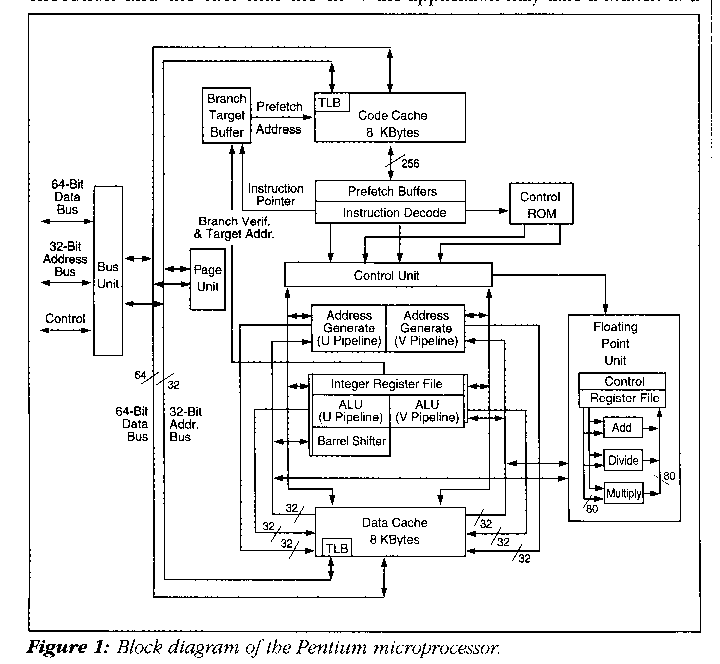 Branch
Target
Buffer
Prefetch
Address
TLB
Code Cache
8 KBytes
256
Instruction
Pointer
Prefetch Buffers
Instruction Decode
Control
ROM
Branch Verif.
& Target Addr.
64-Bit
Data
Bus
32-Bit
Address
Bus
Control
Bus
Unit
Page
Unit
Control Unit
Address
Generate
(U Pipeline)
Address
Generate
(V Pipeline)
Integer Register File
ALU
(U Pipeline)
ALU
(V Pipeline)
Barrel Shifter
64
32
64-Bit
Data
Bus
32-Bit
Addr.
Bus
Floating
Point
Unit
Control
Register File
Add
Divide
Multiply
80
80
32
32
32
32
32
32
Data Cache
8 KBytes
TLB
Figure 1: Block diagram of the Pentium microprocessor.